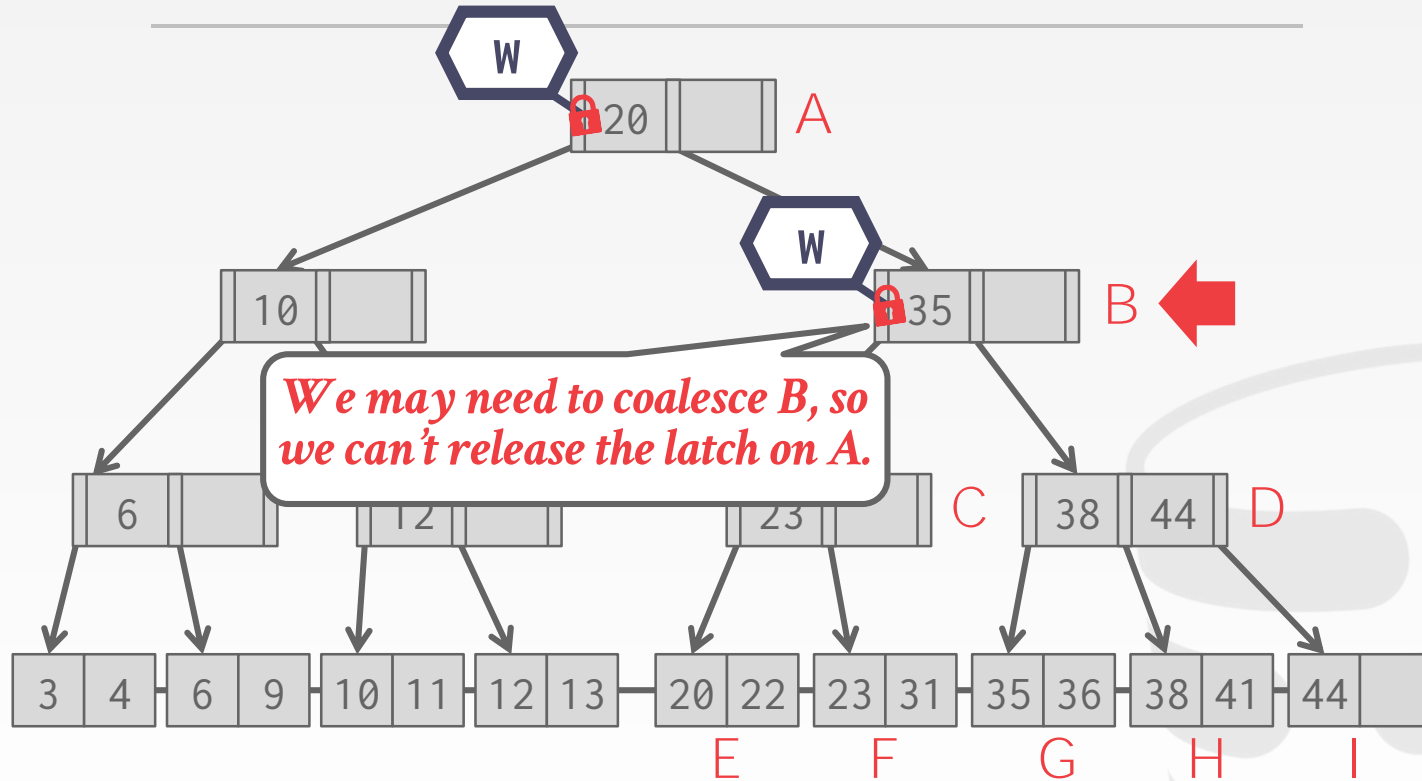 W
20 A
W
10
35 B
We may need to coalesce B, so
we can't release the latch on A.
6
12
23 C
38 44 D
3 4 6 9 10 11 12 13 20 22 23 31 35 36 38 41 44
E F G H I